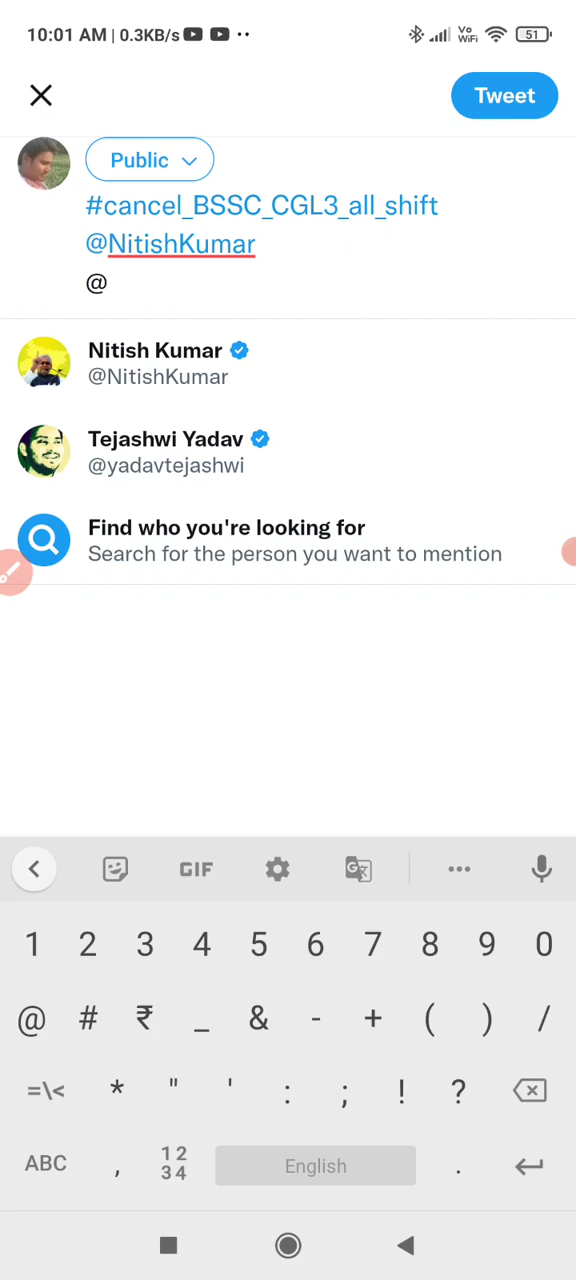 10:01 AM | 0.3KB/s
Vo WiFi 51
Tweet
Public
#cancel_BSSC_CGL3_all_shift
@NitishKumar
@
Nitish Kumar
@NitishKumar
Tejashwi Yadav
@yadavtejashwi
Find who you're looking for
Search for the person you want to mention
GIF
1 2 3 4 5 6 7 8 9 0
@ # ₹ _ & - + ( ) /
=\< * " ' : ; ! ?
ABC , 12 34 English .